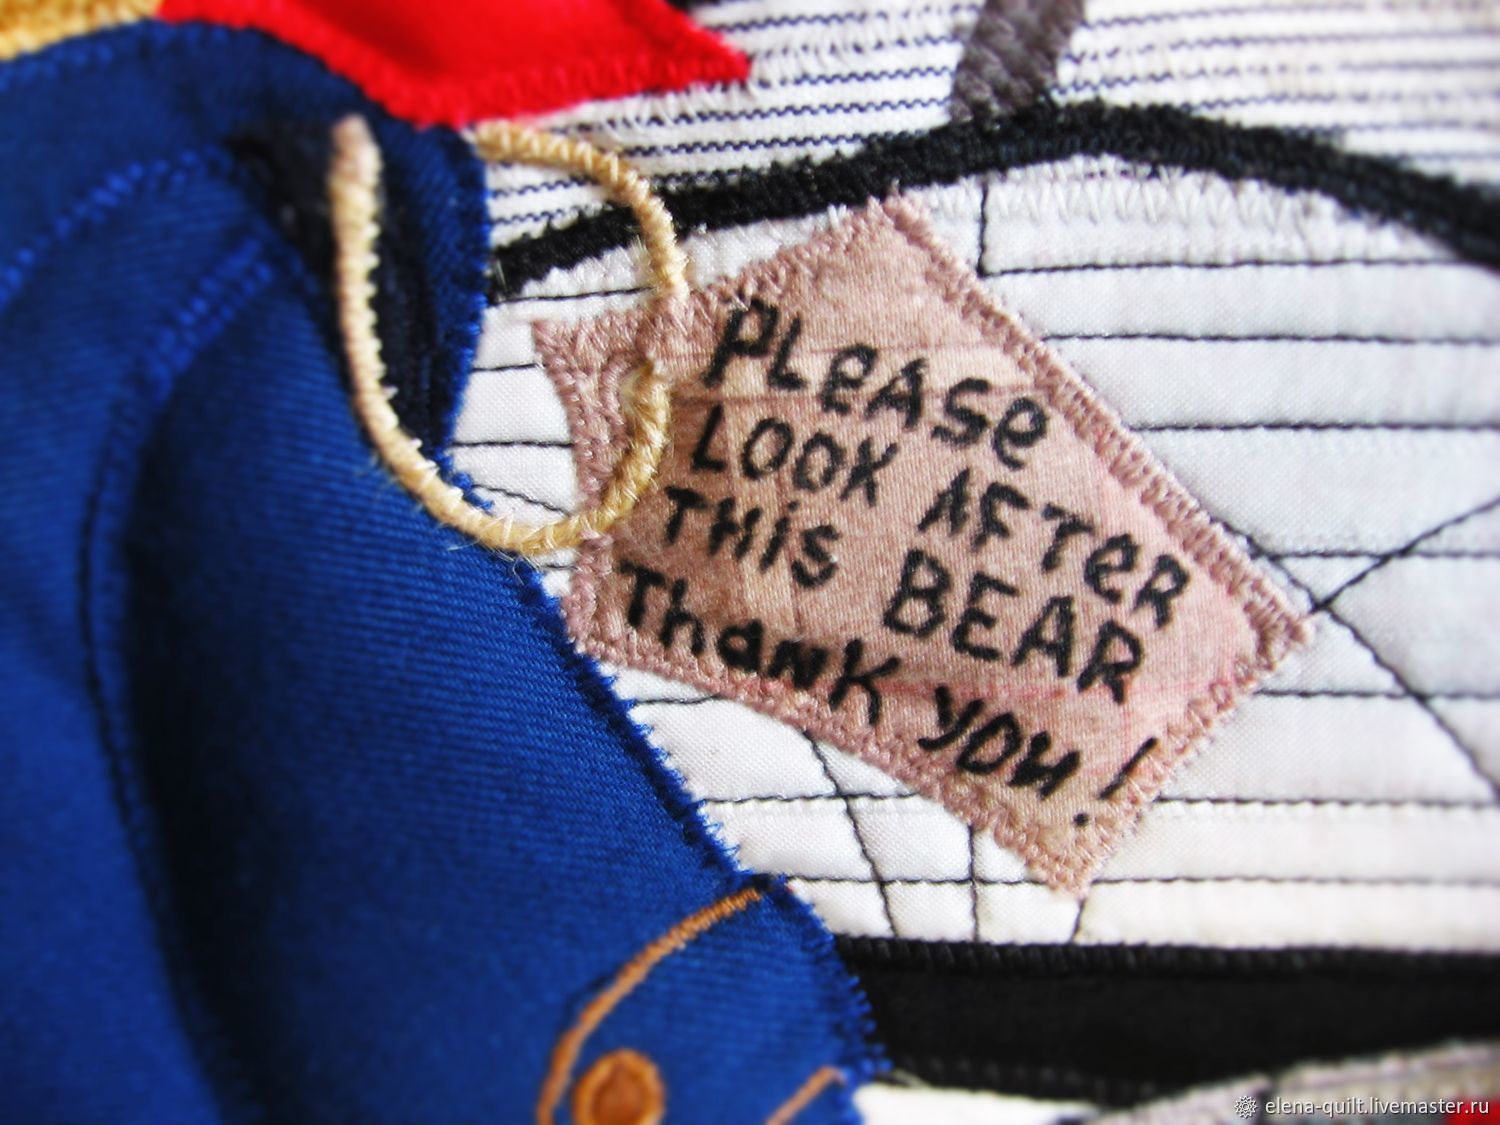 PLeASe
LOOK AFTeR
THiS BEAR
ThaNK you!
elena-quilt.livemaster.ru